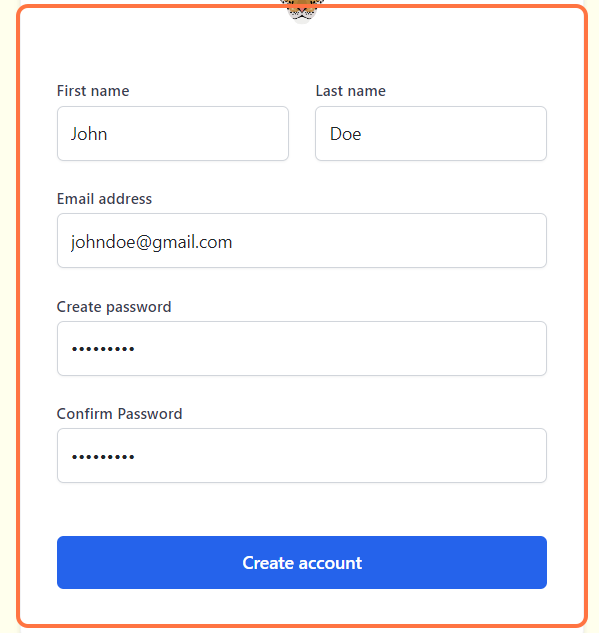 First name Last name
John Doe
Email address
johndoe@gmail.com
Create password
•••••••••
Confirm Password
•••••••••
Create account